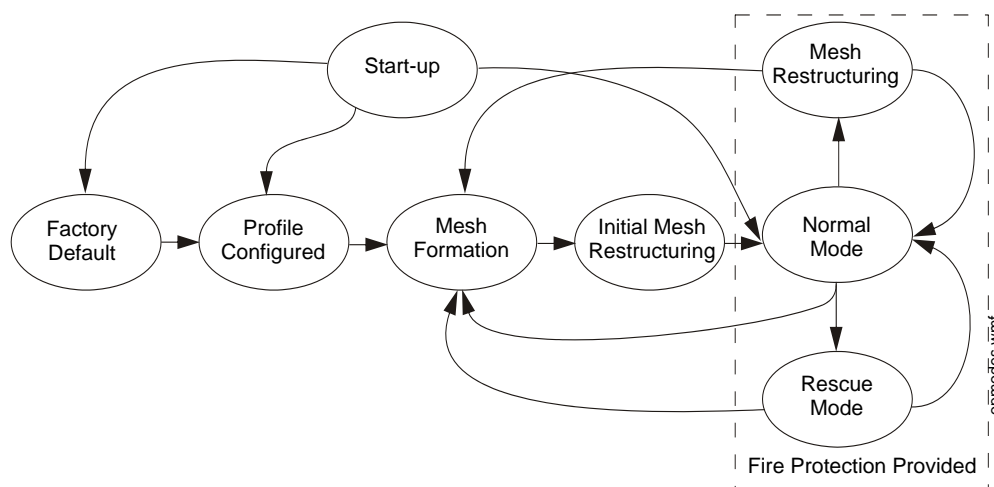 Start-up
Mesh
Restructuring
Factory
Default
Profile
Configured
Mesh
Formation
Initial Mesh
Restructuring
Normal
Mode
Rescue
Mode
Fire Protection Provided